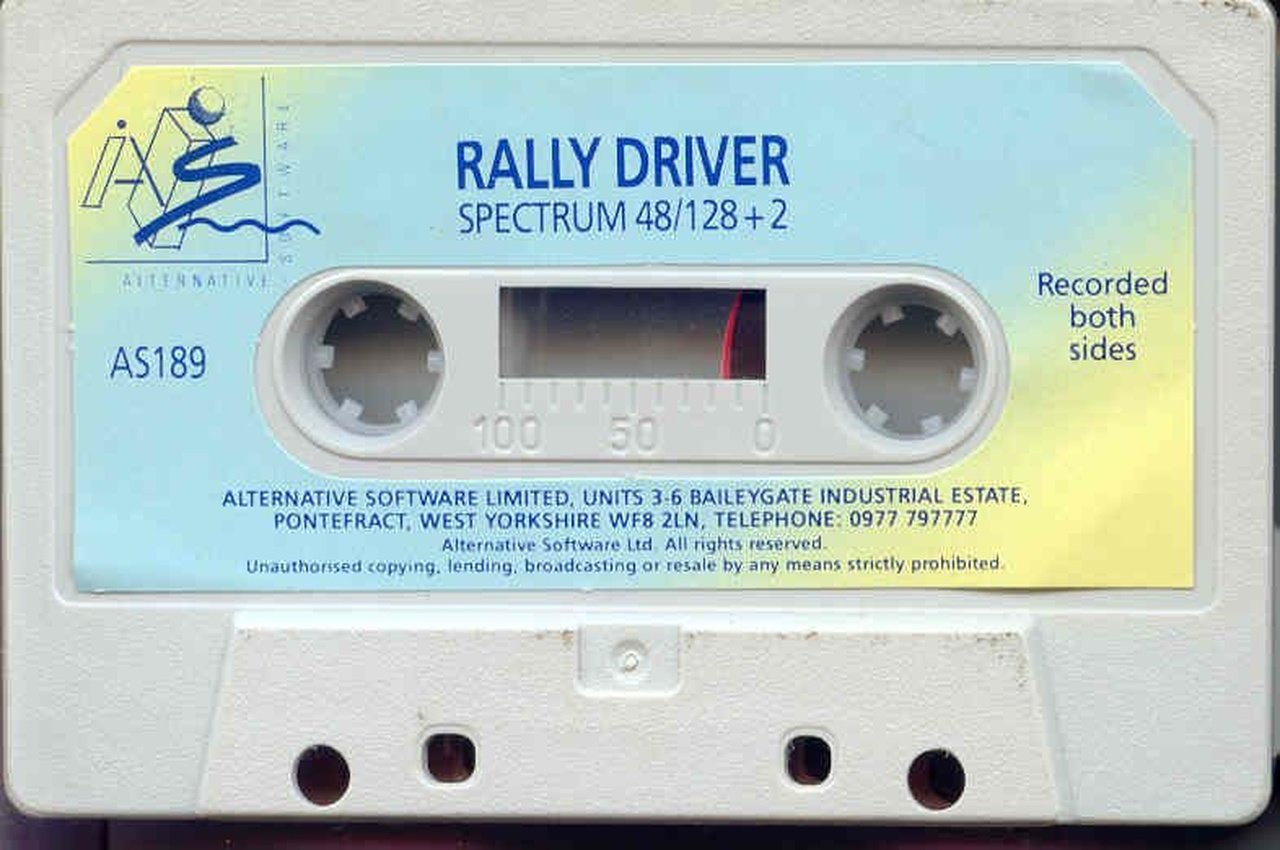 RALLY DRIVER
SPECTRUM 48/128+2
ALTERNATIVE
SOFTWARE
AS189
Recorded
both
sides
100 50 0
ALTERNATIVE SOFTWARE LIMITED, UNITS 3-6 BAILEYGATE INDUSTRIAL ESTATE,
PONTEFRACT, WEST YORKSHIRE WF8 2LN, TELEPHONE: 0977 797777
Alternative Software Ltd. All rights reserved.
Unauthorised copying, lending, broadcasting or resale by any means strictly prohibited.